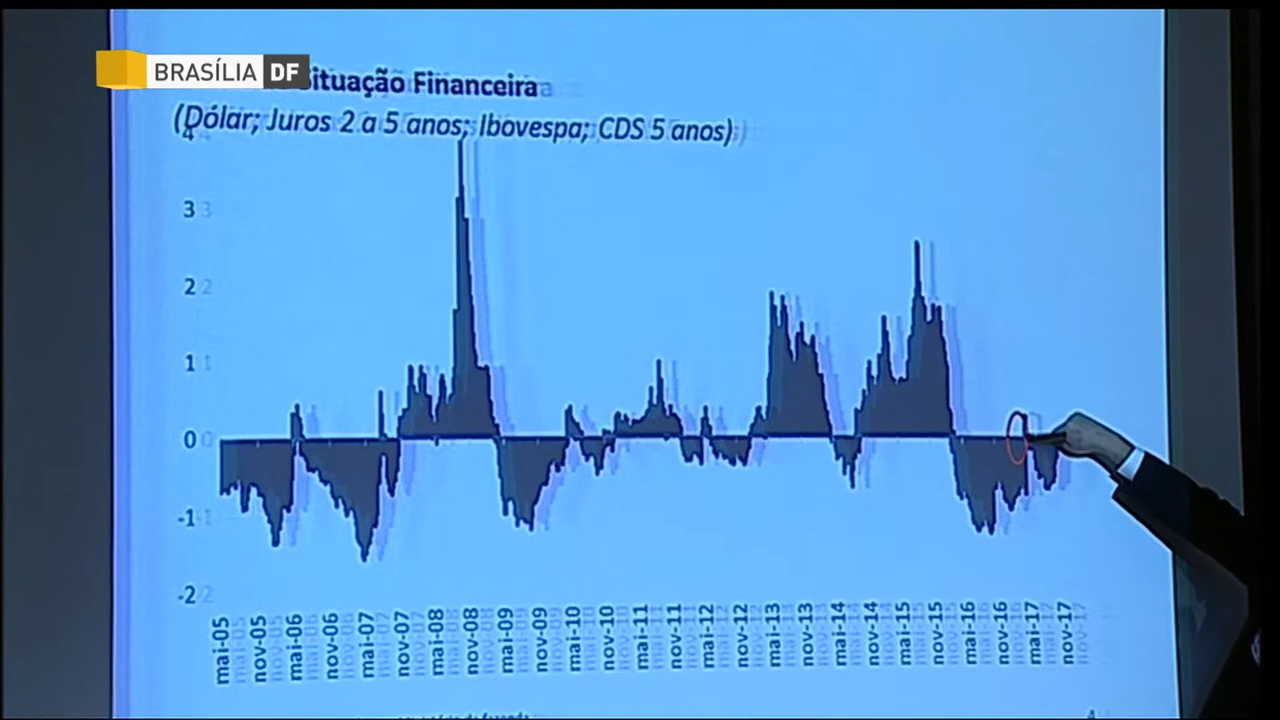 BRASÍLIA DF
ituação Financeira
(Dólar; Juros 2 a 5 anos; Ibovespa; CDS 5 anos)
4
3
2
1
0
-1
-2
mai-05
nov-05
mai-06
nov-06
mai-07
nov-07
mai-08
nov-08
mai-09
nov-09
mai-10
nov-10
mai-11
nov-11
mai-12
nov-12
mai-13
nov-13
mai-14
nov-14
mai-15
nov-15
mai-16
nov-16
mai-17
nov-17